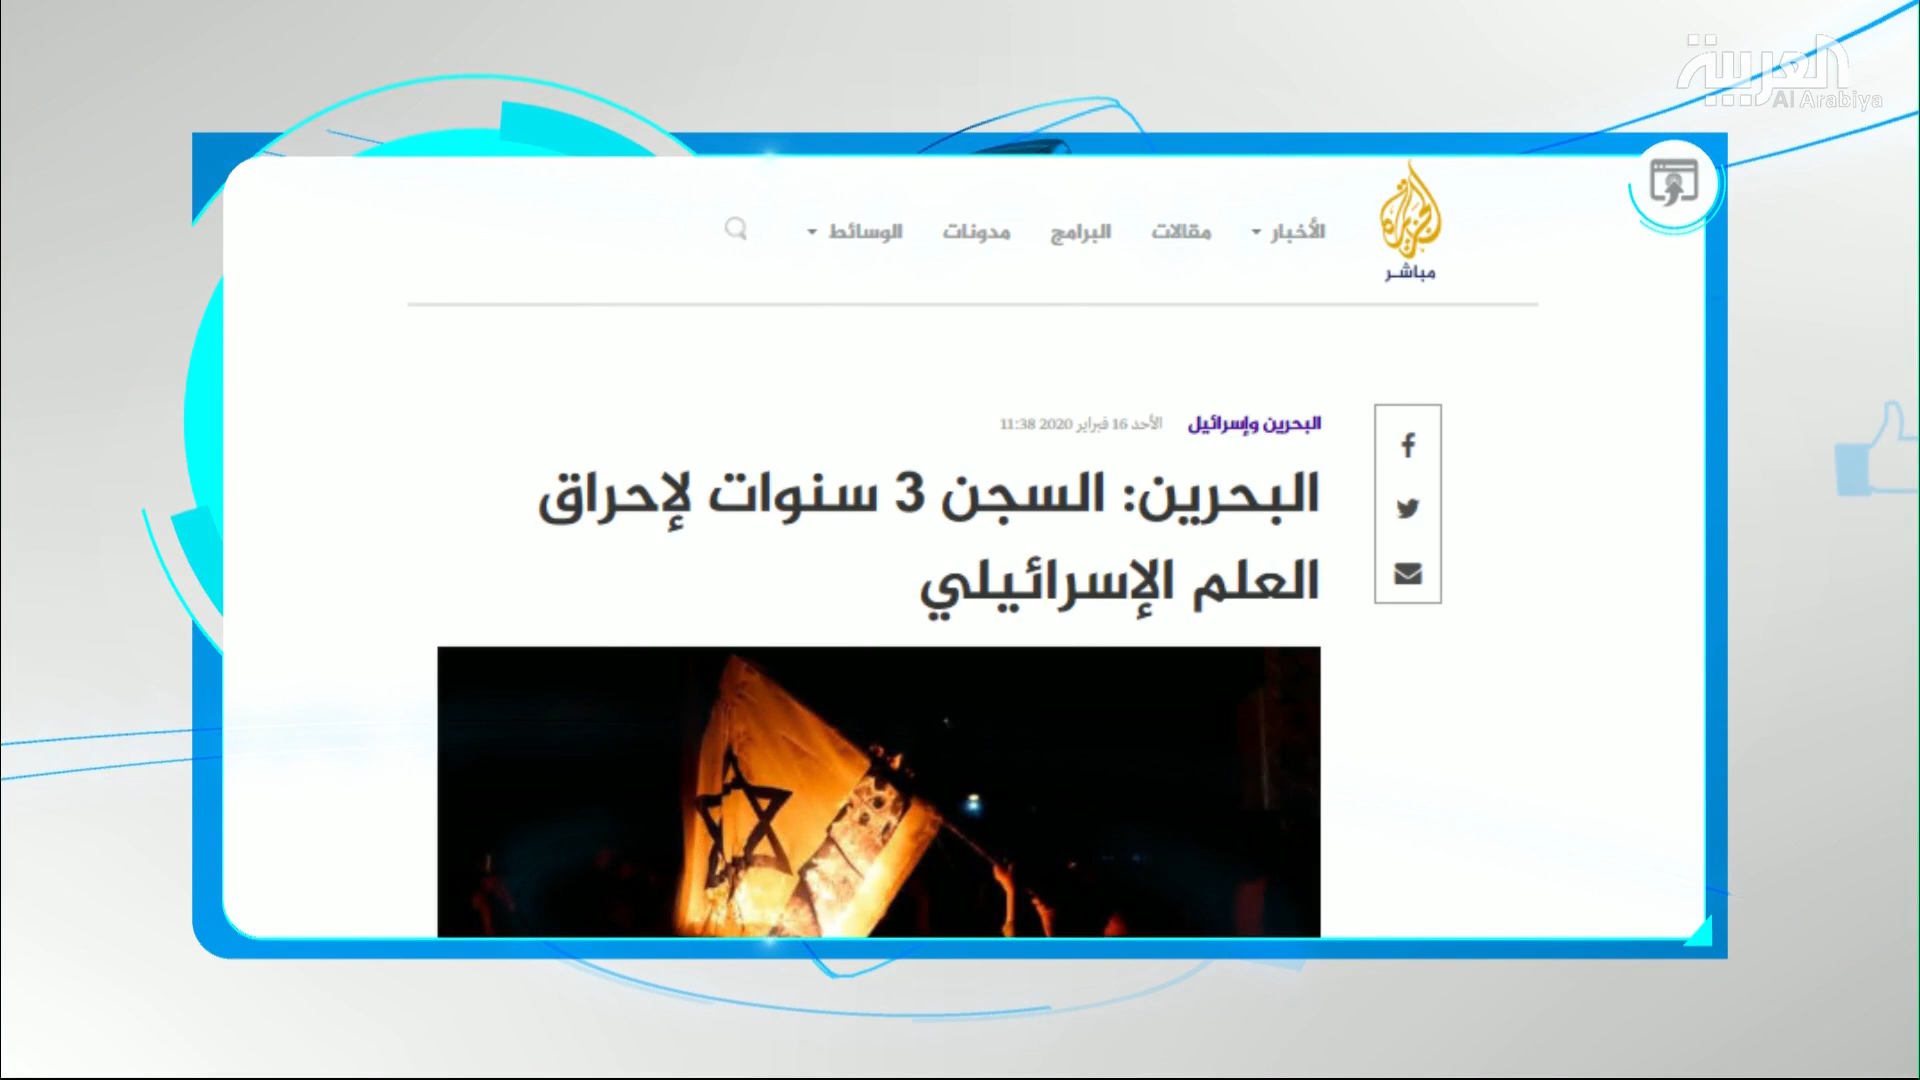 العربية
Al Arabiya
الجزيرة
مباشر
الأخبار
مقالات
البرامج
مدونات
الوسائط
البحرين وإسرائيل
الأحد 16 فبراير 2020 11:38
البحرين: السجن 3 سنوات لإحراق
العلم الإسرائيلي